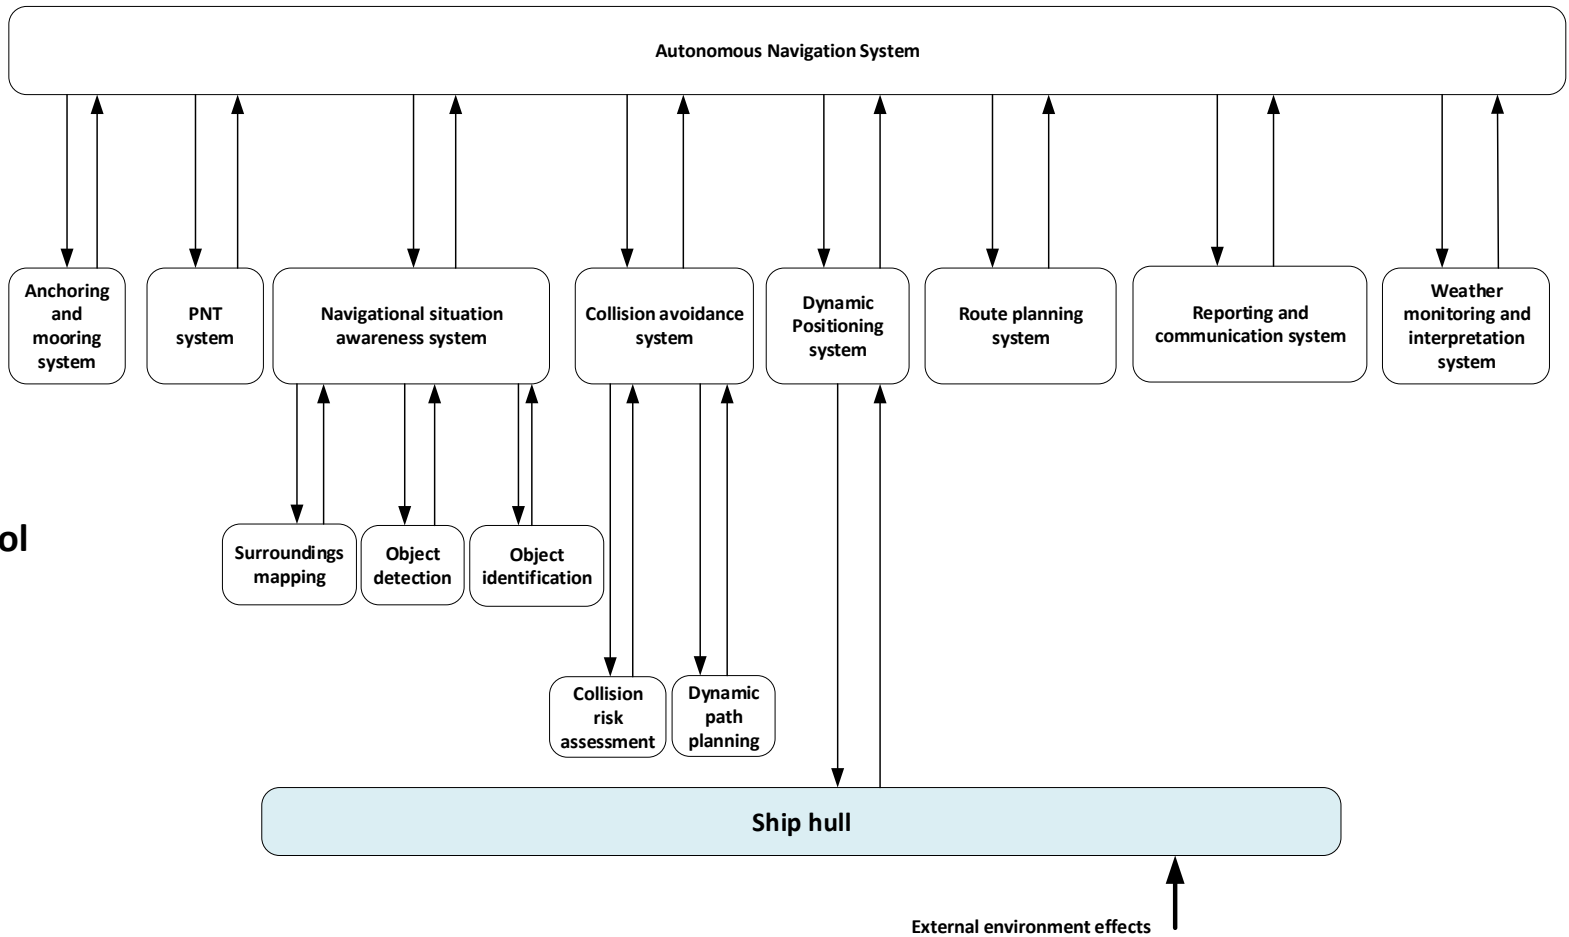 Autonomous Navigation System
Anchoring
and
mooring
system
PNT
system
Navigational situation
awareness system
Collision avoidance
system
Dynamic
Positioning
system
Route planning
system
Reporting and
communication system
Weather
monitoring and
interpretation
system
ol
Surroundings
mapping
Object
detection
Object
identification
Collision
risk
assessment
Dynamic
path
planning
Ship hull
External environment effects